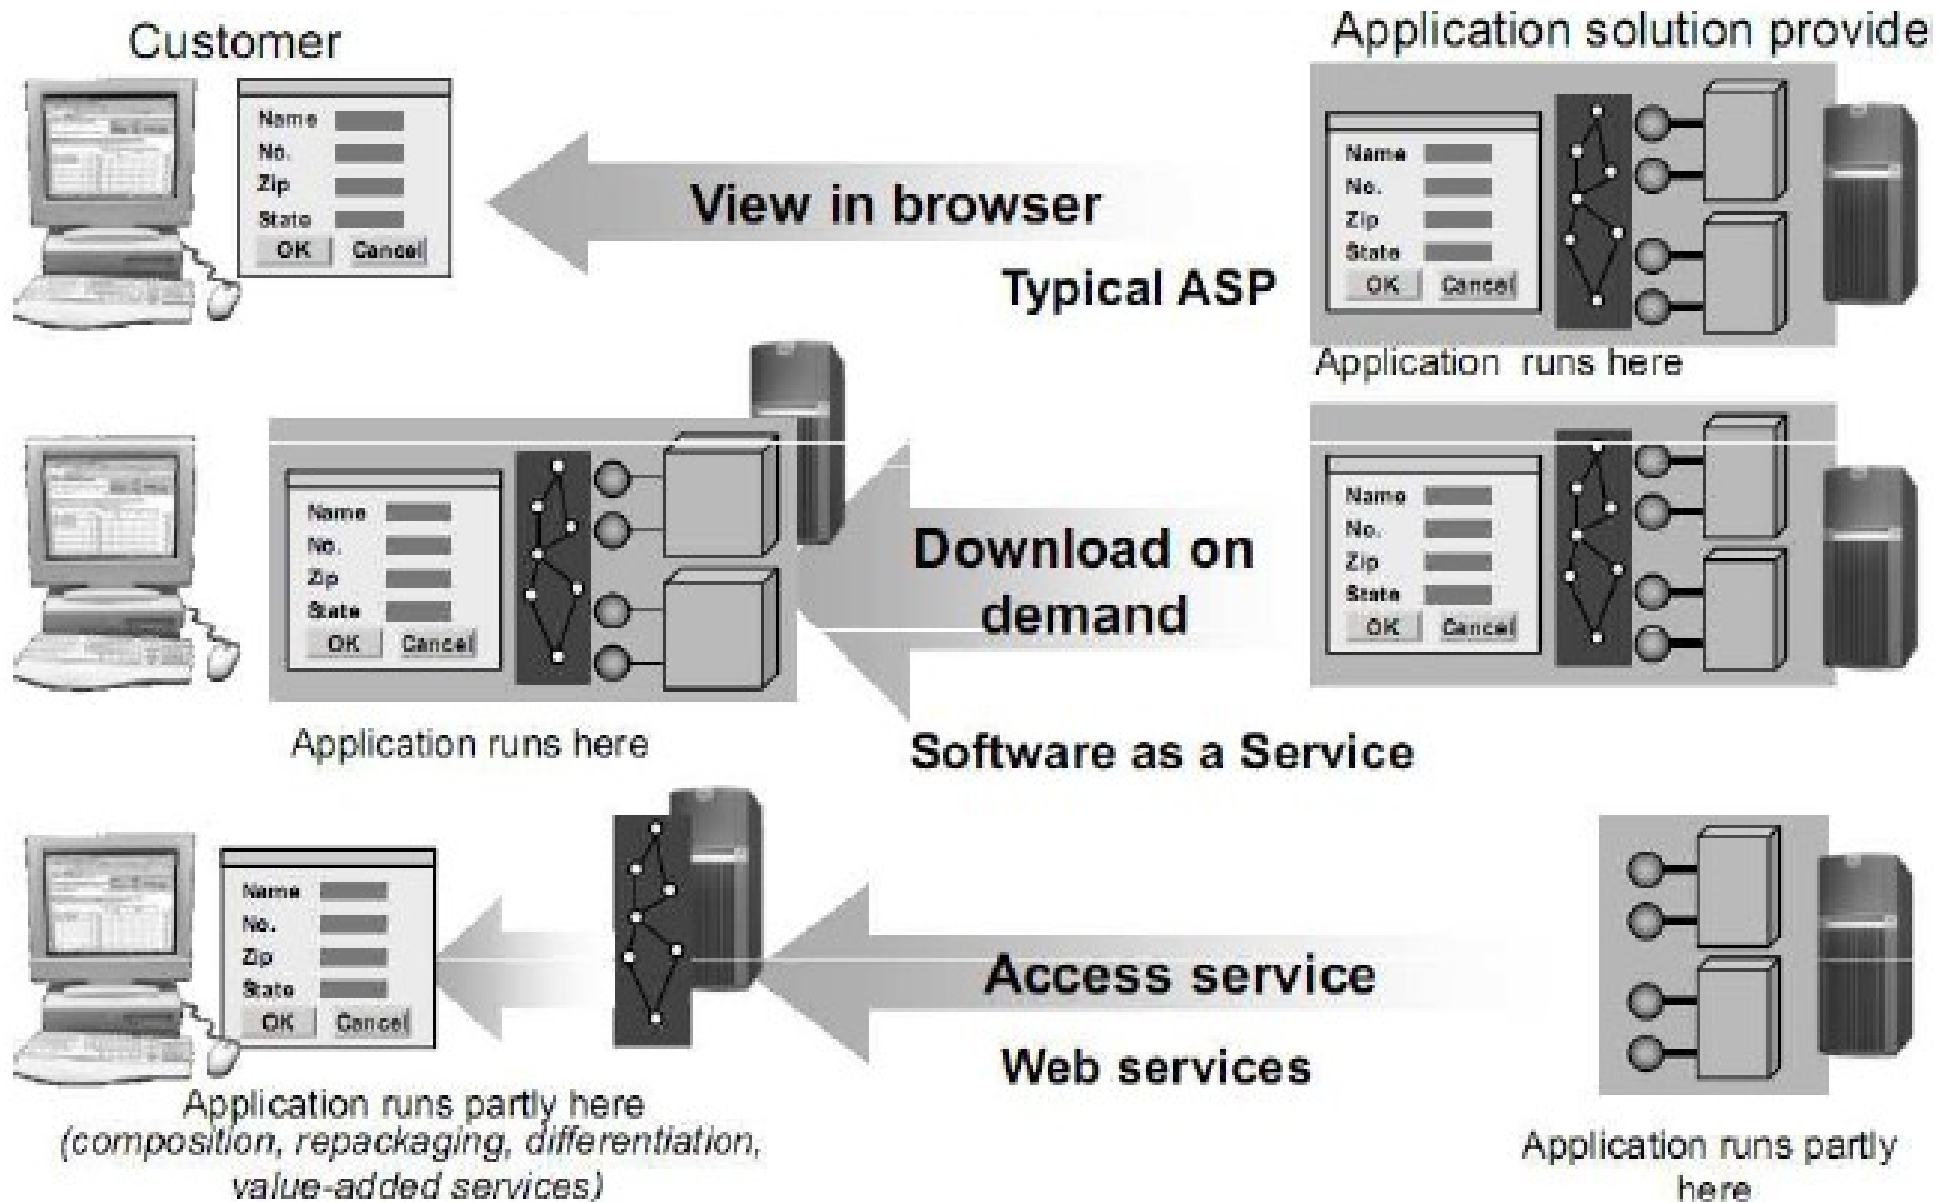 Customer
Application solution provide
Name
No.
Zip
State
OK Cancel
View in browser
Typical ASP
Name
No.
Zip
State
OK Cancel
Application runs here
Name
No.
Zip
State
OK Cancel
Application runs here
Download on
demand
Software as a Service
Name
No.
Zip
State
OK Cancel
Name
No.
Zip
State
OK Cancel
Application runs partly here
(composition, repackaging, differentiation,
value-added services)
Access service
Web services
Application runs partly
here